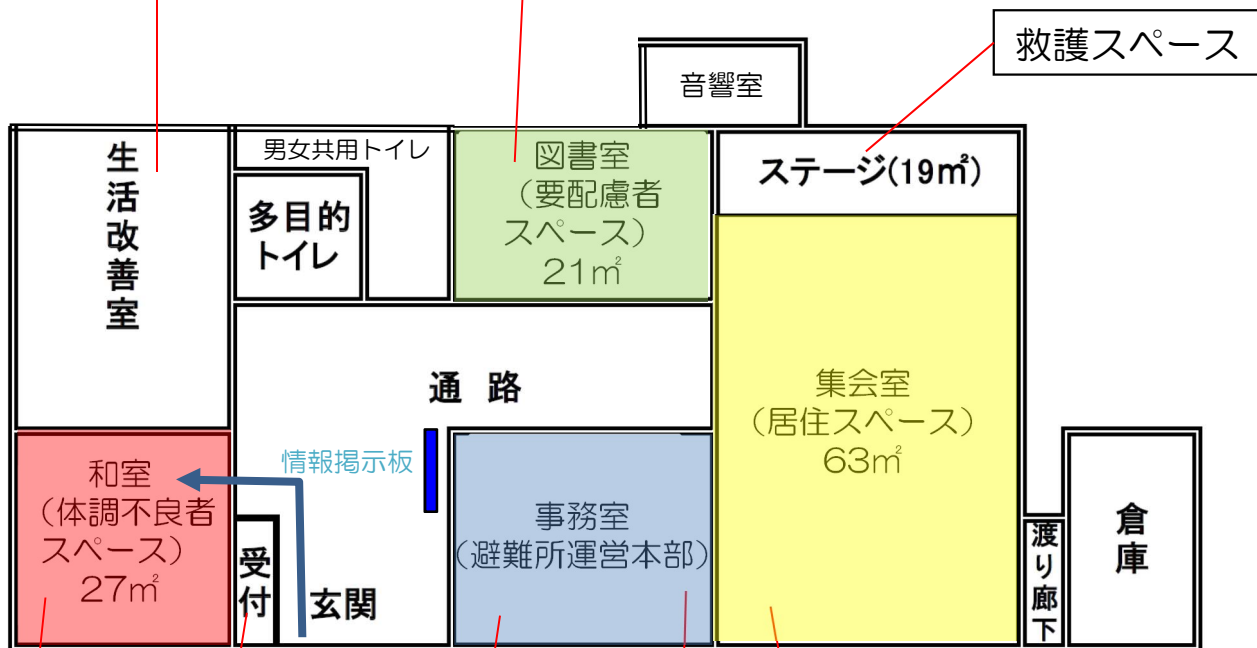 救護スペース
音響室
生活改善室
男女共用トイレ
多目的
トイレ
図書室
（要配慮者
スペース）
21㎡
ステージ(19㎡)
通 路
集会室
（居住スペース）
63㎡
情報掲示板
和室
（体調不良者
スペース）
27㎡
受付
玄関
事務室
（避難所運営本部）
渡り廊下
倉庫